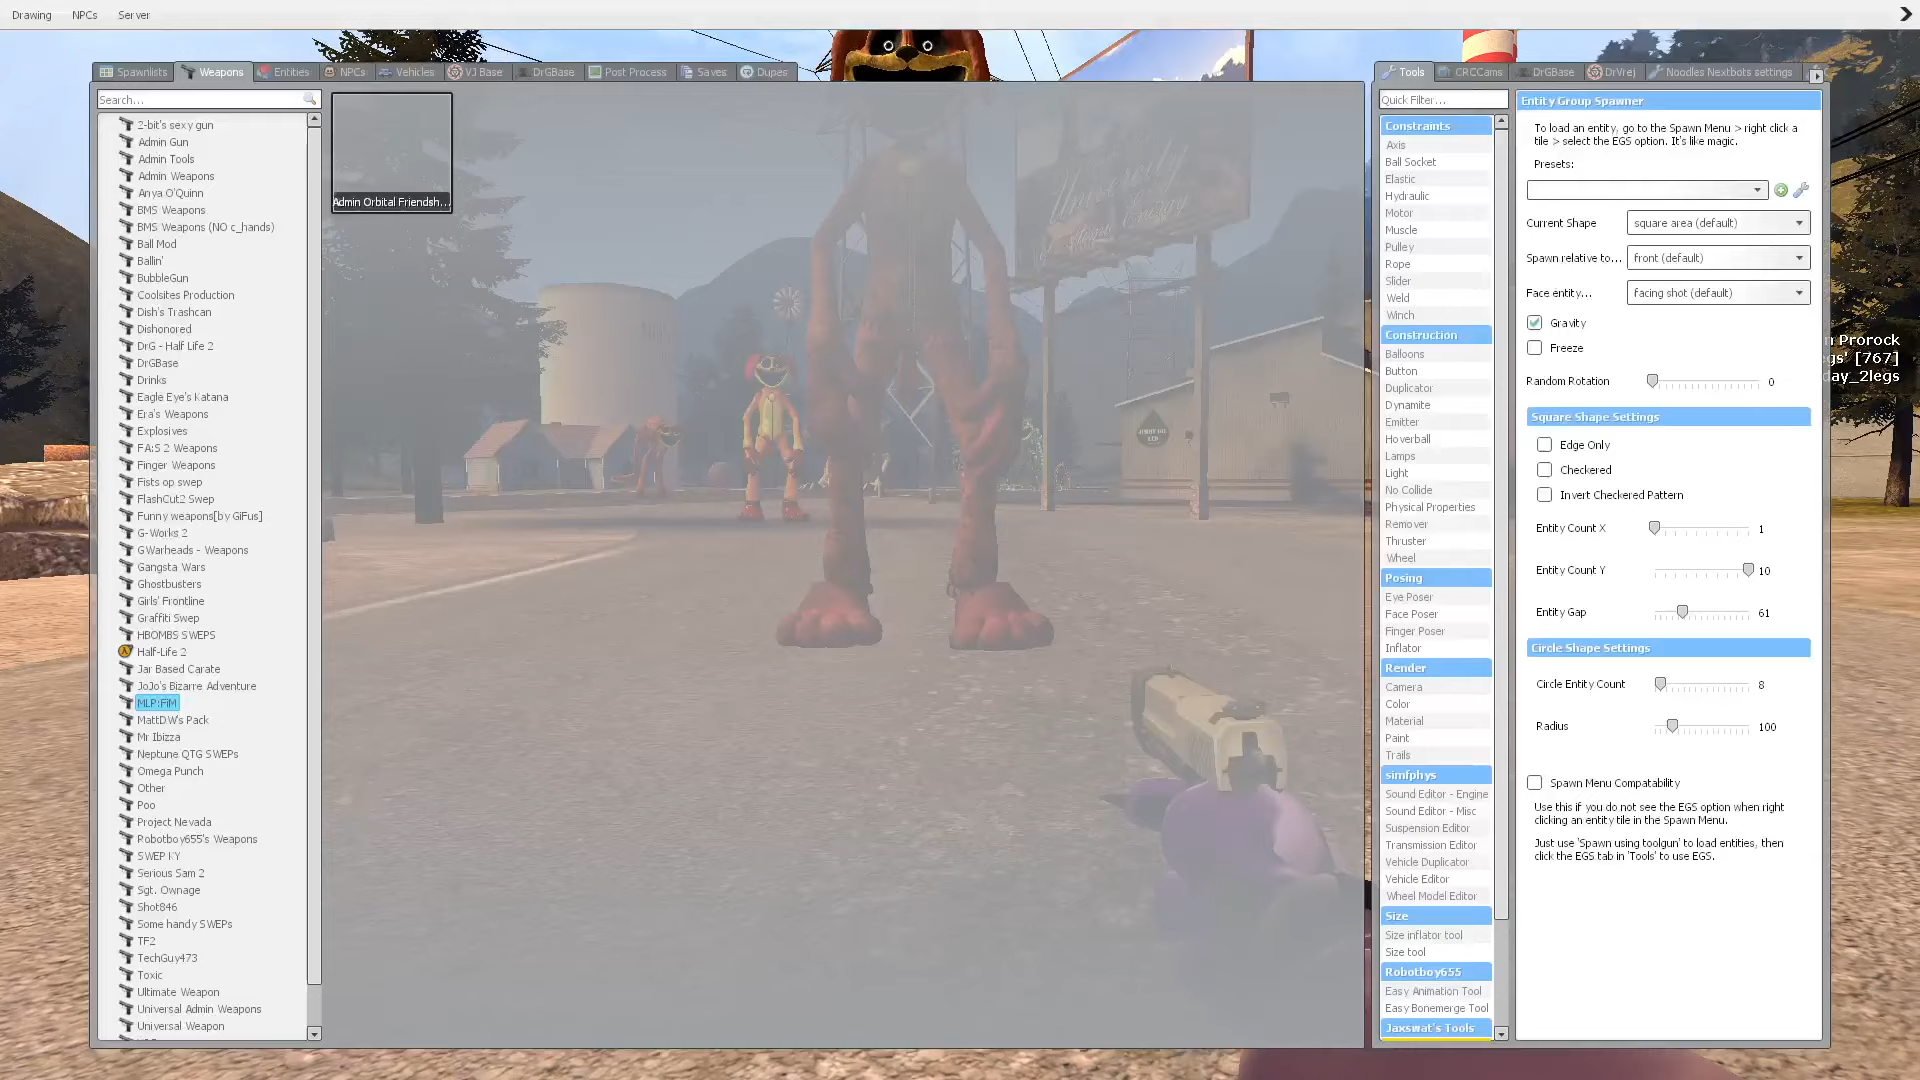 Drawing NPCs Server
Spawnlists Weapons Entities NPCs Vehicles VJ Base DrGBase Post Process Saves Dupes
Search...
2-bit's sexy gun
Admin Gun
Admin Tools
Admin Weapons
Anya O'Quinn
BMS Weapons
BMS Weapons (NO c_hands)
Ball Mod
Ballin'
BubbleGun
Coolsites Production
Dish's Trashcan
Dishonored
DrG - Half Life 2
DrGBase
Drinks
Eagle Eye's Katana
Era's Weapons
Explosives
F.A.S 2 Weapons
Finger Weapons
Fists op swep
FlashCut2 Swep
Funny weapons[by GiFus]
G-Works 2
GWarheads - Weapons
Gangsta Wars
Ghostbusters
Girls' Frontline
Graffiti Swep
HBOMBS SWEPS
Half-Life 2
Jar Based Carate
JoJo's Bizarre Adventure
MLP:FiM
MattD.W's Pack
Mr Ibizza
Neptune QTG SWEPs
Omega Punch
Other
Poo
Project Nevada
Robotboy655's Weapons
SWEP KY
Serious Sam 2
Sgt. Ownage
Shot846
Some handy SWEPs
TF2
TechGuy473
Toxic
Ultimate Weapon
Universal Admin Weapons
Universal Weapon
Admin Orbital Friendsh...
Tools CRCCams DrGBase DrVrej Noodles Nextbots settings
Quick Filter...
Constraints
Axis
Ball Socket
Elastic
Hydraulic
Motor
Muscle
Pulley
Rope
Slider
Weld
Winch
Construction
Balloons
Button
Duplicator
Dynamite
Emitter
Hoverball
Lamps
Light
No Collide
Physical Properties
Remover
Thruster
Wheel
Posing
Eye Poser
Face Poser
Finger Poser
Inflator
Render
Camera
Color
Material
Paint
Trails
simfphys
Sound Editor - Engine
Sound Editor - Misc
Suspension Editor
Transmission Editor
Vehicle Duplicator
Vehicle Editor
Wheel Model Editor
Size
Size inflator tool
Size tool
Robotboy655
Easy Animation Tool
Easy Bonemerge Tool
Jaxswat's Tools
Entity Group Spawner
To load an entity, go to the Spawn Menu > right click a
tile > select the EGS option. It's like magic.
Presets:
Current Shape square area (default)
Spawn relative to... front (default)
Face entity... facing shot (default)
Gravity
Freeze
Random Rotation 0
Square Shape Settings
Edge Only
Checkered
Invert Checkered Pattern
Entity Count X 1
Entity Count Y 10
Entity Gap 61
Circle Shape Settings
Circle Entity Count 8
Radius 100
Spawn Menu Compatability
Use this if you do not see the EGS option when right
clicking an entity tile in the Spawn Menu.
Just use 'Spawn using toolgun' to load entities, then
click the EGS tab in 'Tools' to use EGS.
Prorock
[767]
day_2legs